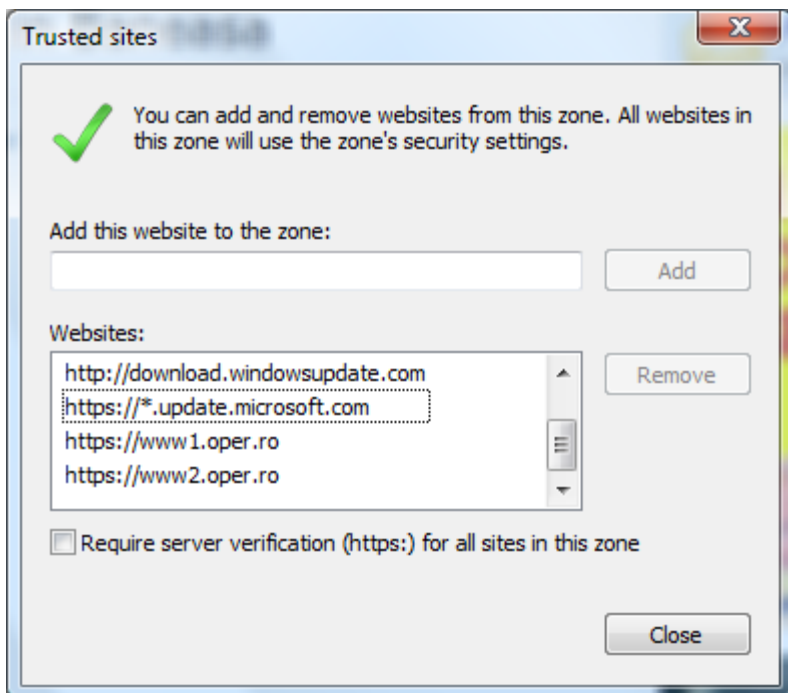 Trusted sites
You can add and remove websites from this zone. All websites in
this zone will use the zone's security settings.
Add this website to the zone:
Add
Websites:
http://download.windowsupdate.com
Remove
https://*.update.microsoft.com
https://www1.oper.ro
https://www2.oper.ro
Require server verification (https:) for all sites in this zone
Close